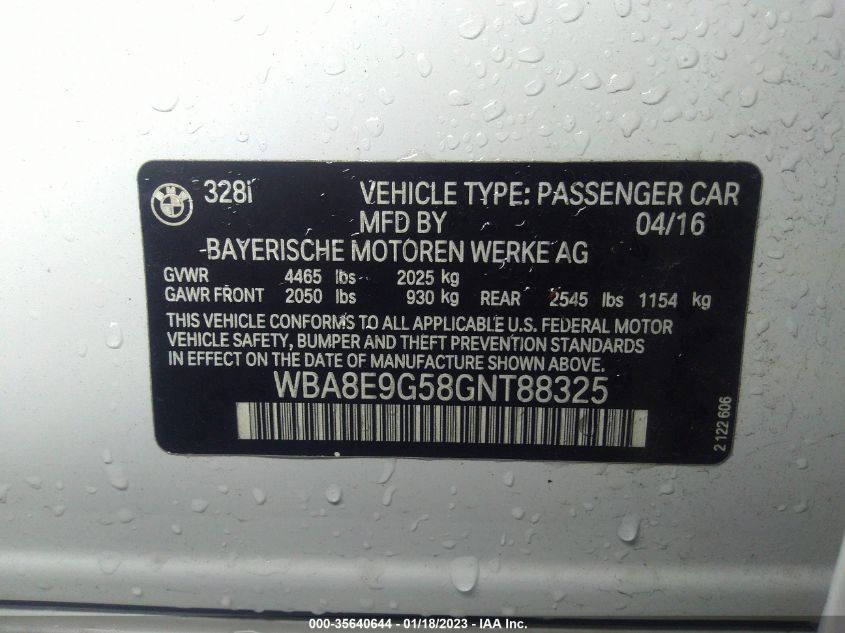 BMW 328i VEHICLE TYPE: PASSENGER CAR
MFD BY 04/16
BAYERISCHE MOTOREN WERKE AG
GVWR 4465 lbs 2025 kg
GAWR FRONT 2050 lbs 930 kg REAR 2545 lbs 1154 kg
THIS VEHICLE CONFORMS TO ALL APPLICABLE U.S. FEDERAL MOTOR
VEHICLE SAFETY, BUMPER AND THEFT PREVENTION STANDARDS
IN EFFECT ON THE DATE OF MANUFACTURE SHOWN ABOVE.
WBA8E9G58GNT88325
2 122 606
000-35640644 - 01/18/2023 - IAA Inc.